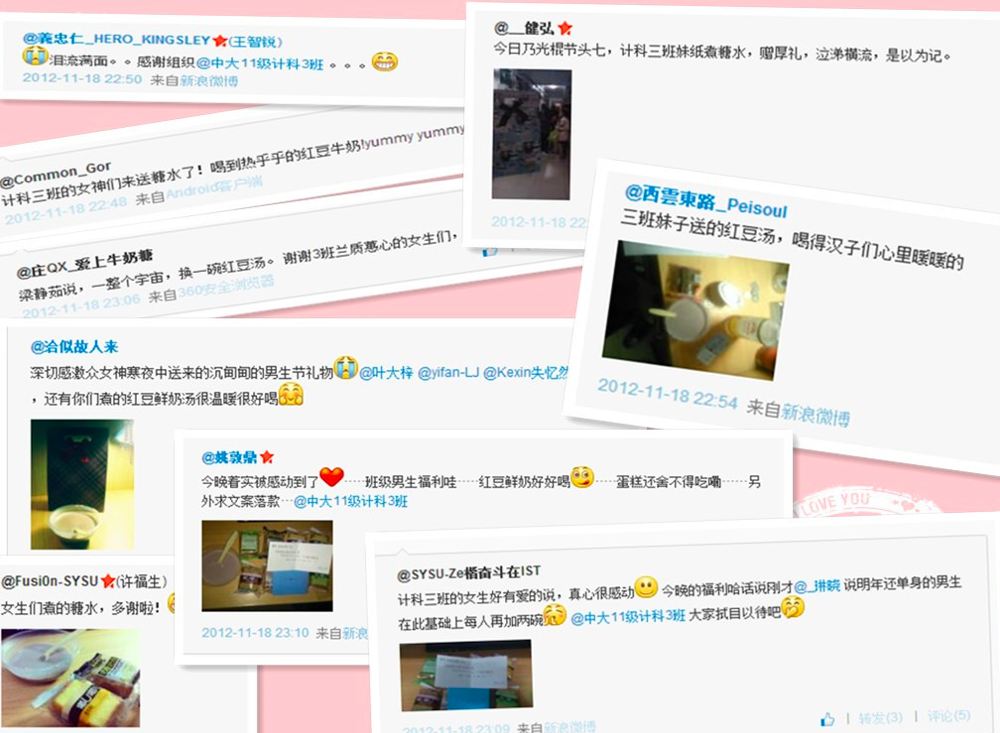 @義忠仁_HERO_KINGSLEY(王智锐)
泪流满面。。感谢组织@中大11级计科3班 。。。
2012-11-18 22:50 来自新浪微博
@__健弘
今日乃光棍节头七，计科三班妹纸煮糖水，赠厚礼，泣涕横流，是以为记。
2012-11-18 22:
@Common_Gor
计科三班的女神们来送糖水了！喝到热乎乎的红豆牛奶!yummy yummy
2012-11-18 22:48 来自Android客户端
@西雲東路_Peisoul
三班妹子送的红豆汤，喝得汉子们心里暖暖的
2012-11-18 22:54 来自新浪微博
@庄QX_爱上牛奶糖
梁静茹说，一整个宇宙，换一碗红豆汤。谢谢3班兰质蕙心的女生们，
2012-11-18 23:06 来自360安全浏览器
@洽似故人来
深切感激众女神寒夜中送来的沉甸甸的男生节礼物@叶大梓 @yifan-LJ @Kexin失忆然
，还有你们煮的红豆鲜奶汤很温暖很好喝
@姚敦鼎
今晚着实被感动到了……班级男生福利哇……红豆鲜奶好好喝……蛋糕还舍不得吃嘞……另
外求文案落款…@中大11级计科3班
2012-11-18 23:10 来自新浪
LOVE YOU
@Fusi0n-SYSU(许福生)
女生们煮的糖水，多谢啦！
@SYSU-Ze楷奋斗在IST
计科三班的女生好有爱的说，真心很感动 今晚的福利哈话说刚才@_琲晓 说明年还单身的男生
在此基础上每人再加两碗 @中大11级计科3班 大家拭目以待吧
2012-11-18 23:09 来自新浪微博
转发(3) | 评论(5)